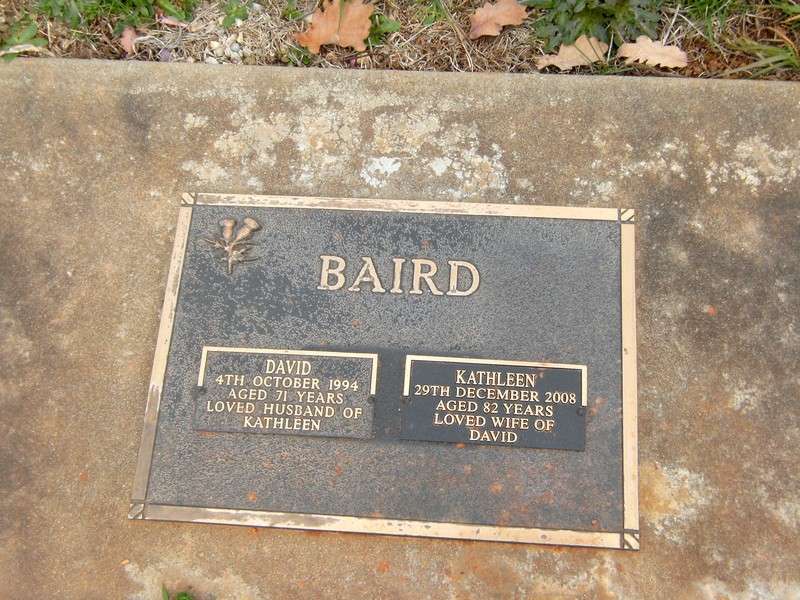 BAIRD
DAVID
4TH OCTOBER 1994
AGED 71 YEARS
LOVED HUSBAND OF
KATHLEEN
KATHLEEN
29TH DECEMBER 2008
AGED 82 YEARS
LOVED WIFE OF
DAVID